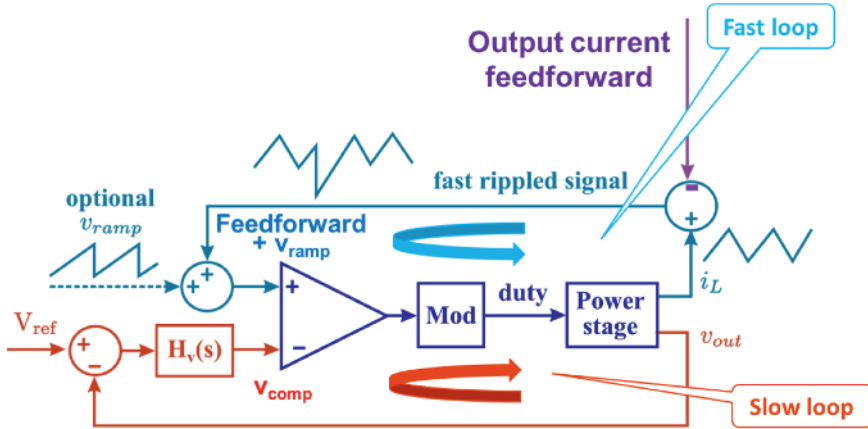 Output current
feedforward
Fast loop
fast rippled signal
optional
v_ramp
Feedforward
+ v_ramp
i_L
V_ref
H_v(s)
v_comp
Mod
duty
Power
stage
v_out
Slow loop